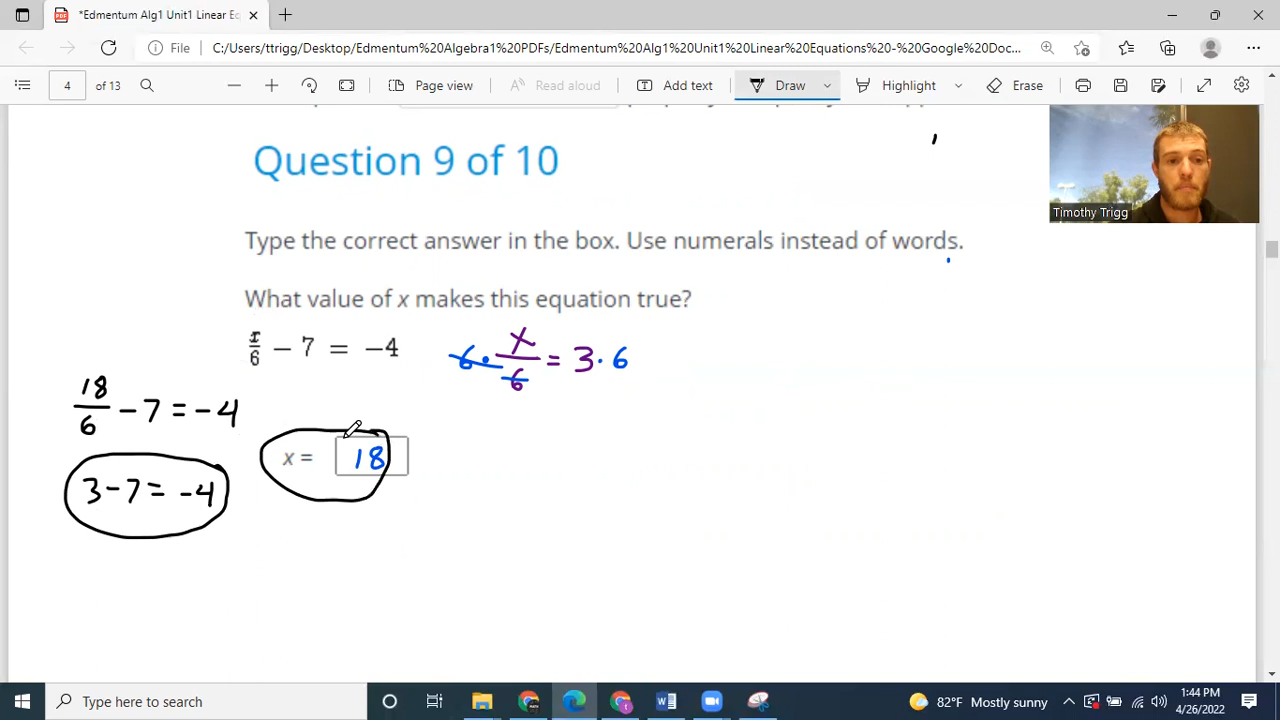 *Edmentum Alg1 Unit1 Linear Eq
File C:/Users/ttrigg/Desktop/Edmentum%20Algebra1%20PDFs/Edmentum%20Alg1%20Unit1%20Linear%20Equations%20-%20Google%20Doc...
4 of 13 Page view Read aloud Add text Draw Highlight Erase
Question 9 of 10
Timothy Trigg
Type the correct answer in the box. Use numerals instead of words.
What value of x makes this equation true?
x/6 − 7 = −4
6 · x/6 = 3 · 6
18/6 − 7 = −4
x = 18
3 − 7 = −4
Type here to search
82°F Mostly sunny
1:44 PM
4/26/2022